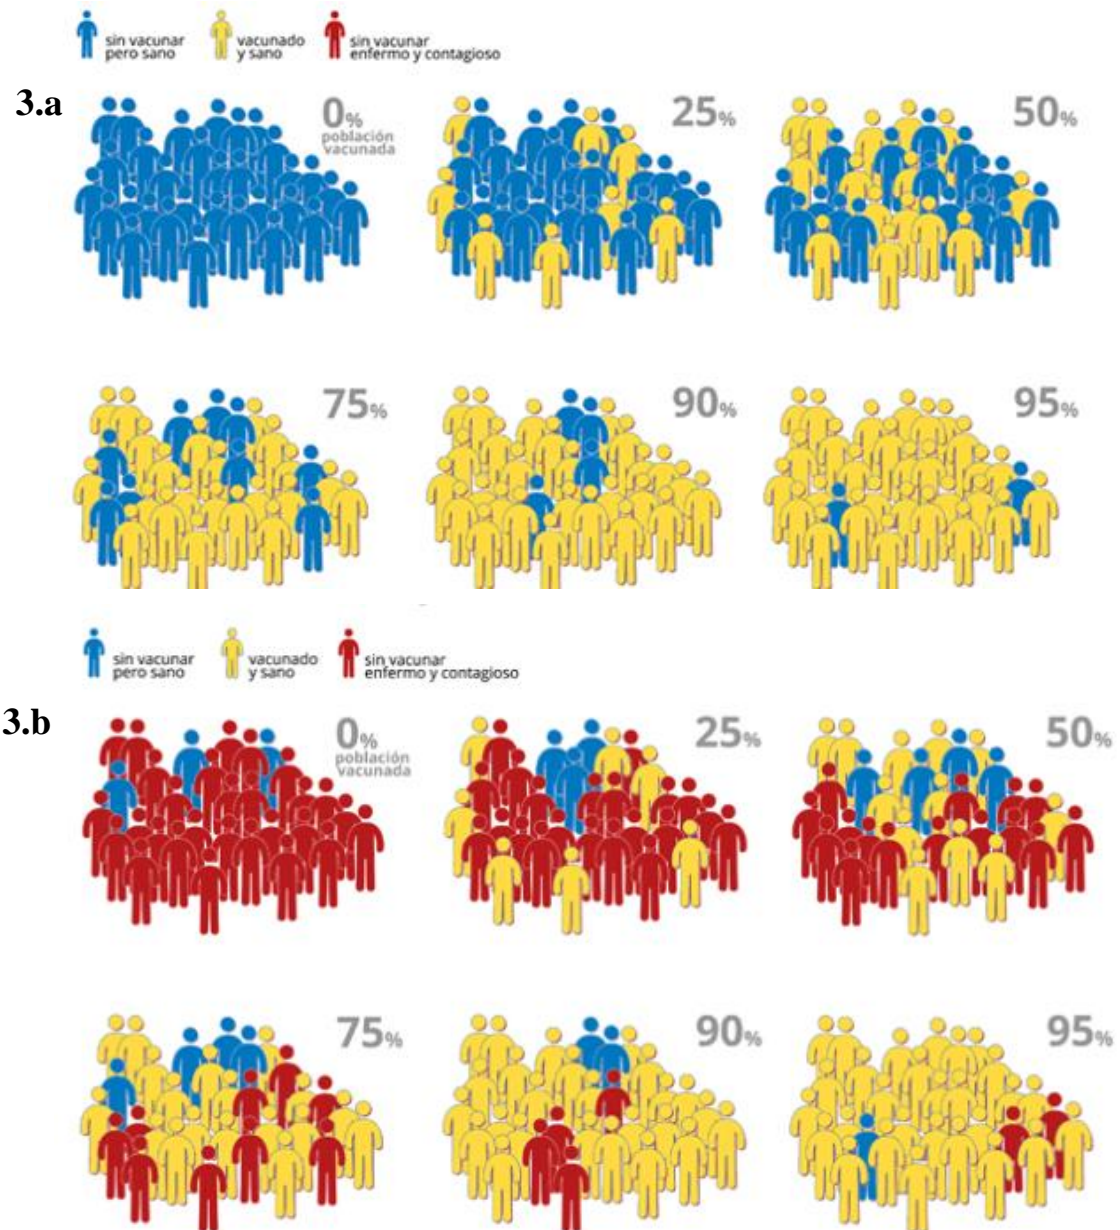 sin vacunar
pero sano
vacunado
y sano
sin vacunar
enfermo y contagioso
3.a
0%
población
vacunada
25%
50%
75%
90%
95%
sin vacunar
pero sano
vacunado
y sano
sin vacunar
enfermo y contagioso
3.b
0%
población
vacunada
25%
50%
75%
90%
95%